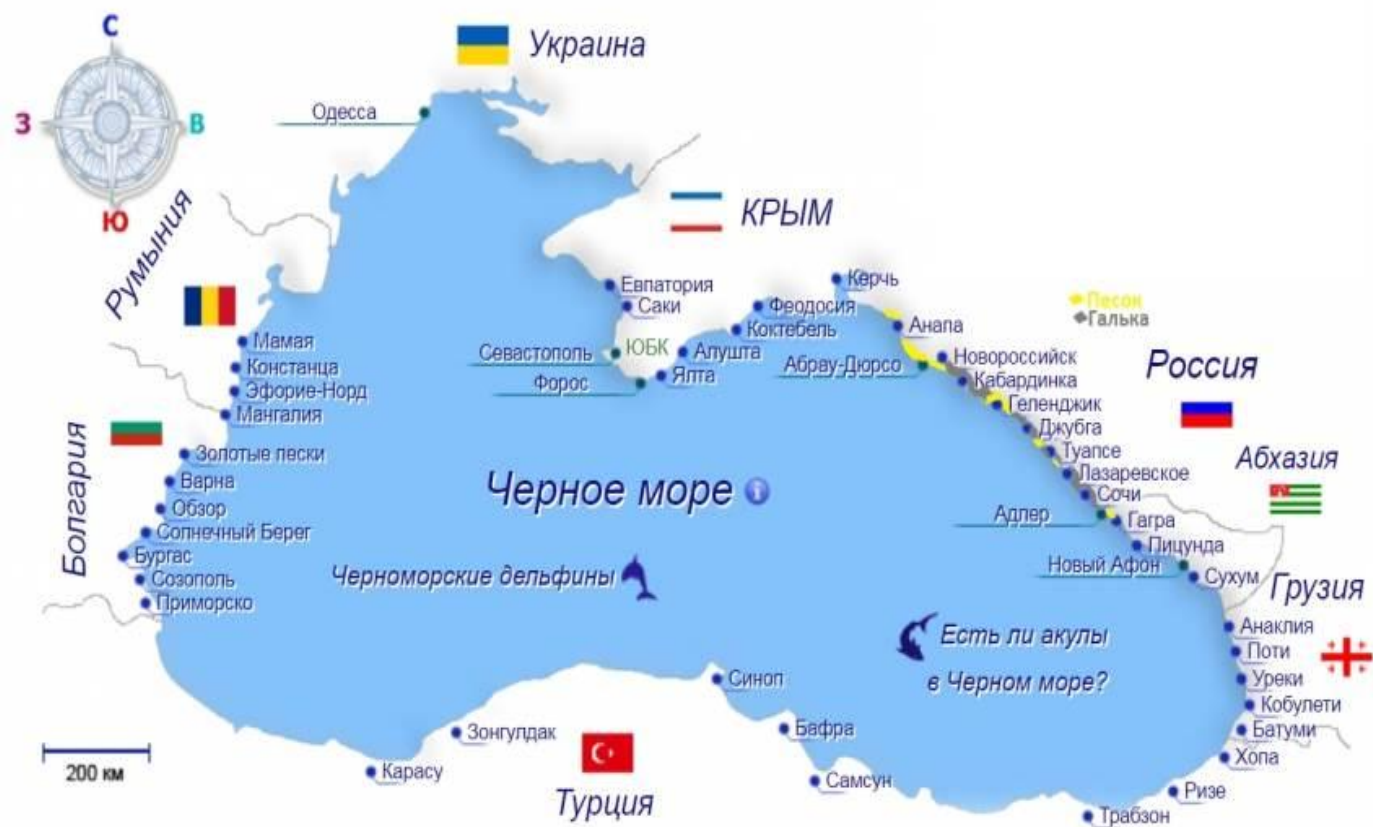 С
З
В
Ю
Украина
Одесса
Румыния
КРЫМ
Евпатория
Саки
Керчь
Феодосия
Коктебель
Песок
Галька
Анапа
Мамая
Констанца
Эфорие-Норд
Мангалия
Севастополь
ЮБК
Алушта
Форос
Ялта
Абрау-Дюрсо
Новороссийск
Кабардинка
Геленджик
Джубга
Туапсе
Лазаревское
Сочи
Россия
Болгария
Золотые пески
Варна
Обзор
Солнечный Берег
Бургас
Созополь
Приморско
Черное море
i
Абхазия
Адлер
Гагра
Пицунда
Новый Афон
Сухум
Черноморские дельфины
Грузия
Есть ли акулы
в Черном море?
Анаклия
Поти
Уреки
Кобулети
Батуми
Хопа
Ризе
Трабзон
Синоп
Бафра
Самсун
Зонгулдак
Карасу
Турция
200 км